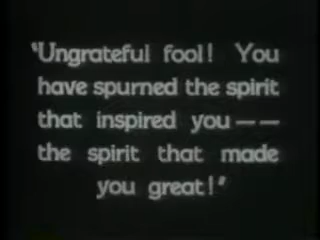 “Ungrateful fool! You
have spurned the spirit
that inspired you——
the spirit that made
you great!”